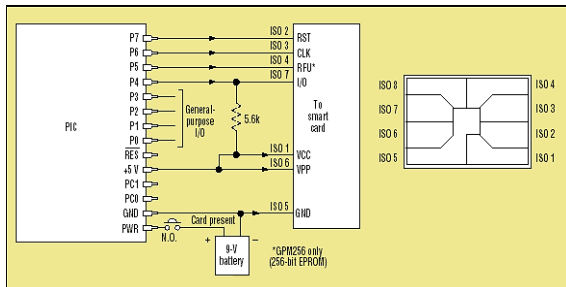 P7
P6
P5
P4
P3
P2
P1
P0
RES
+5 V
PC1
PC0
GND
PWR
PIC
General-
purpose
I/O
ISO 2
ISO 3
ISO 4
ISO 7
5.6k
ISO 1
ISO 6
ISO 5
RST
CLK
RFU*
I/O
To
smart
card
VCC
VPP
GND
Card present
N.O.
+
–
9-V
battery
*GPM256 only
(256-bit EPROM)
ISO 8
ISO 7
ISO 6
ISO 5
ISO 4
ISO 3
ISO 2
ISO 1